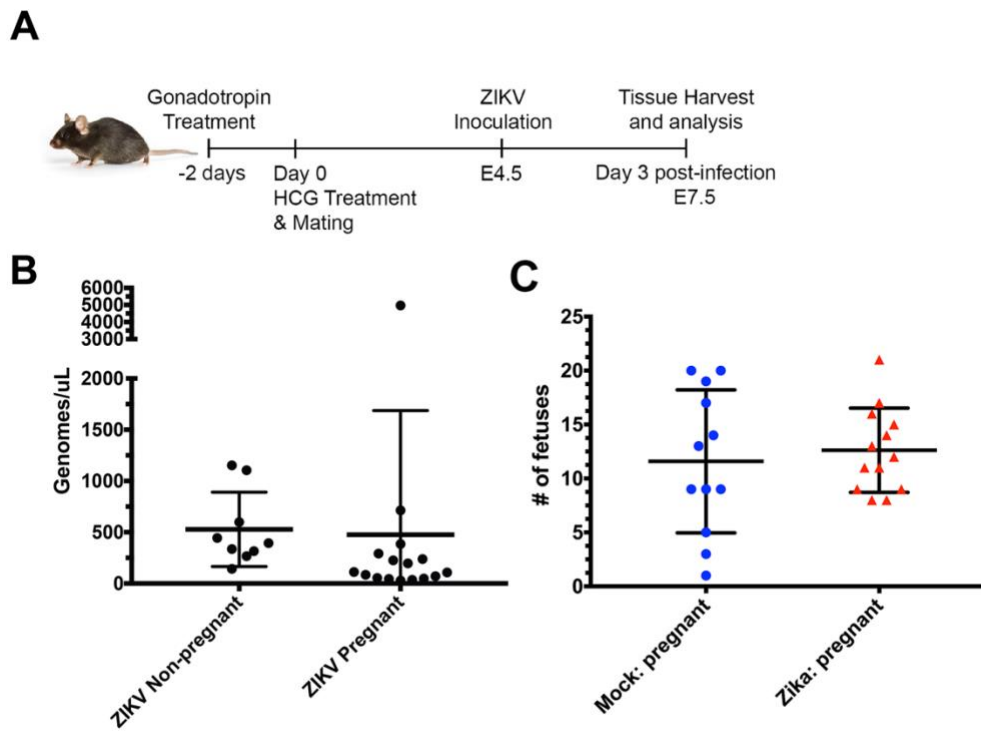 A
Gonadotropin
Treatment
ZIKV
Inoculation
Tissue Harvest
and analysis
-2 days
Day 0
HCG Treatment
& Mating
E4.5
Day 3 post-infection
E7.5
B
6000
5000
4000
3000
2000
1500
1000
500
0
Genomes/uL
ZIKV Non-pregnant
ZIKV Pregnant
C
25
20
15
10
5
0
# of fetuses
Mock: pregnant
Zika: pregnant